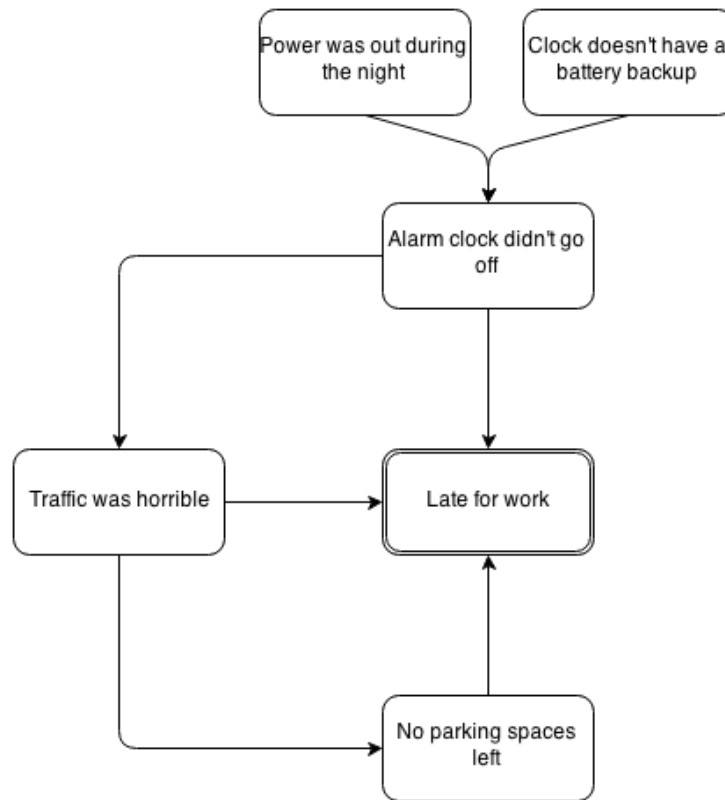 Power was out during
the night
Clock doesn't have a
battery backup
Alarm clock didn't go
off
Traffic was horrible
Late for work
No parking spaces
left